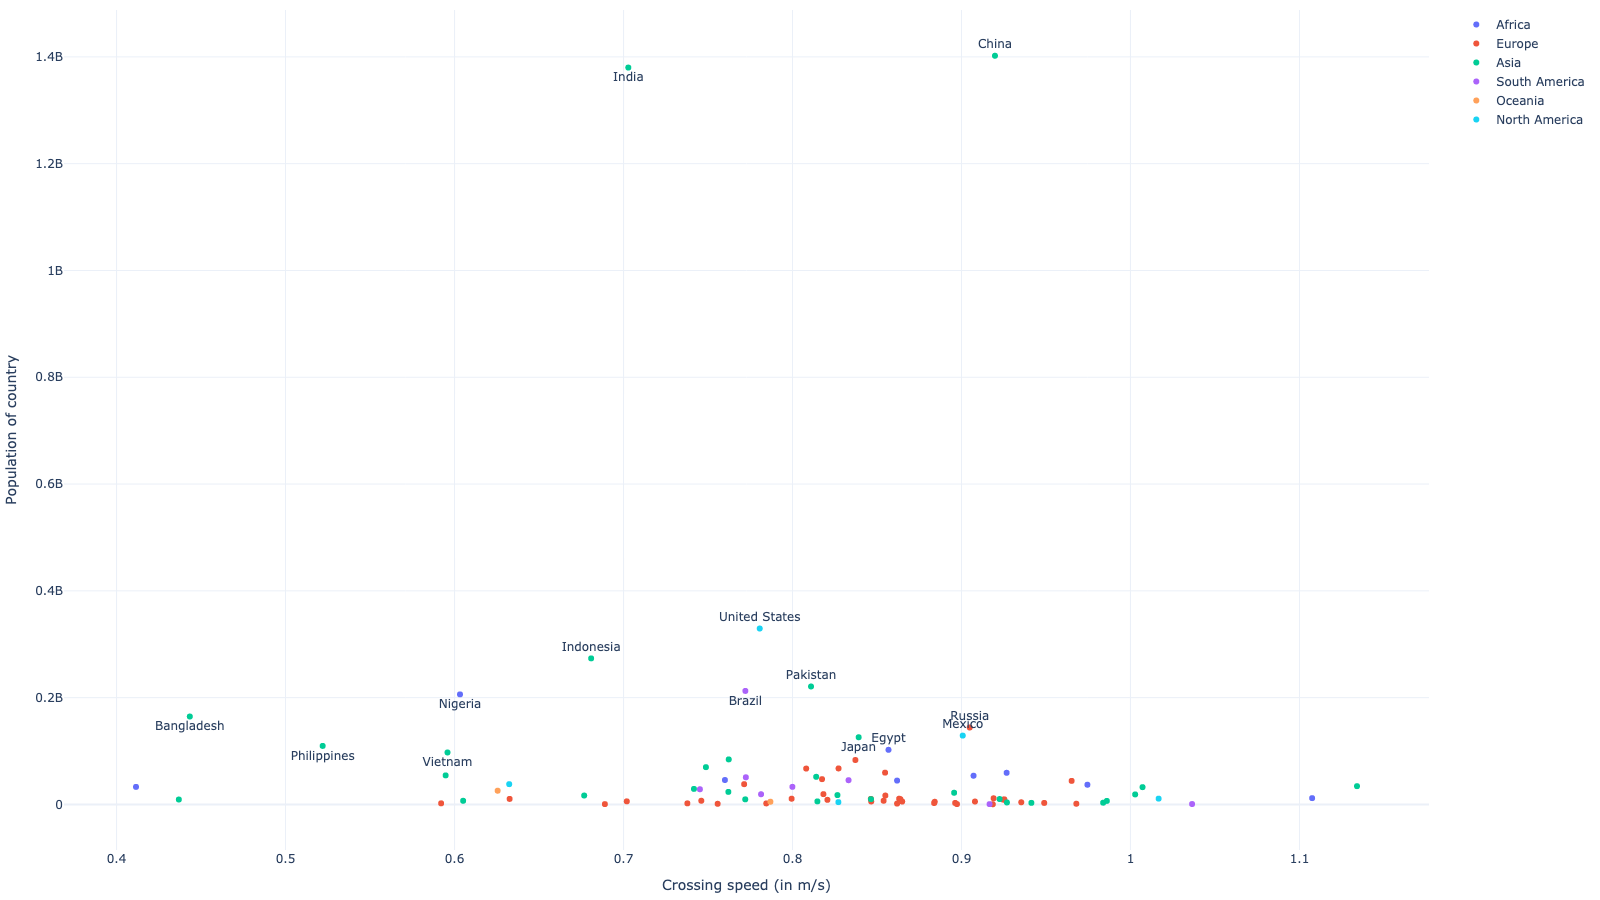 China
India
United States
Indonesia
Pakistan
Brazil
Nigeria
Russia
Mexico
Bangladesh
Egypt
Japan
Philippines
Vietnam
1.4B
1.2B
1B
0.8B
0.6B
0.4B
0.2B
0
0.4
0.5
0.6
0.7
0.8
0.9
1
1.1
Crossing speed (in m/s)
Population of country
Africa
Europe
Asia
South America
Oceania
North America